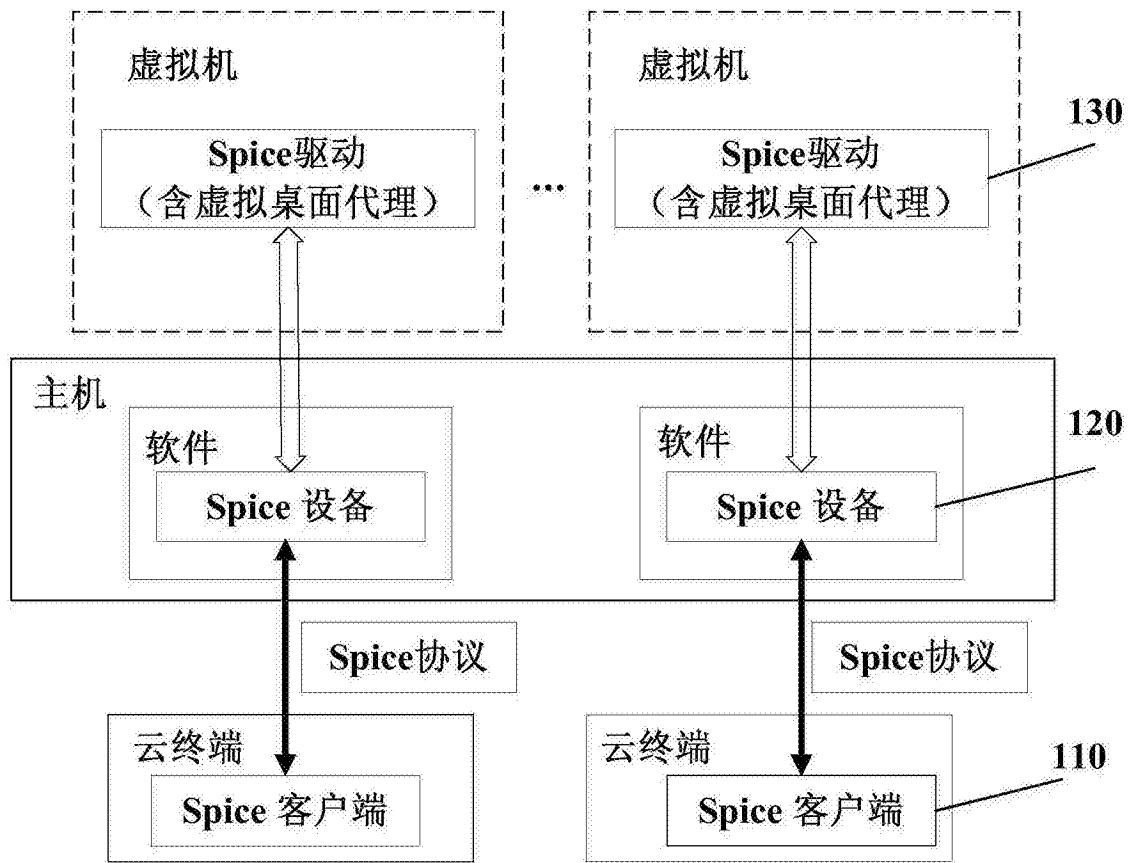 虚拟机
虚拟机
130
Spice驱动
(含虚拟桌面代理)
...
Spice驱动
(含虚拟桌面代理)
主机
120
软件
软件
Spice 设备
Spice 设备
Spice协议
Spice协议
云终端
云终端
110
Spice 客户端
Spice 客户端